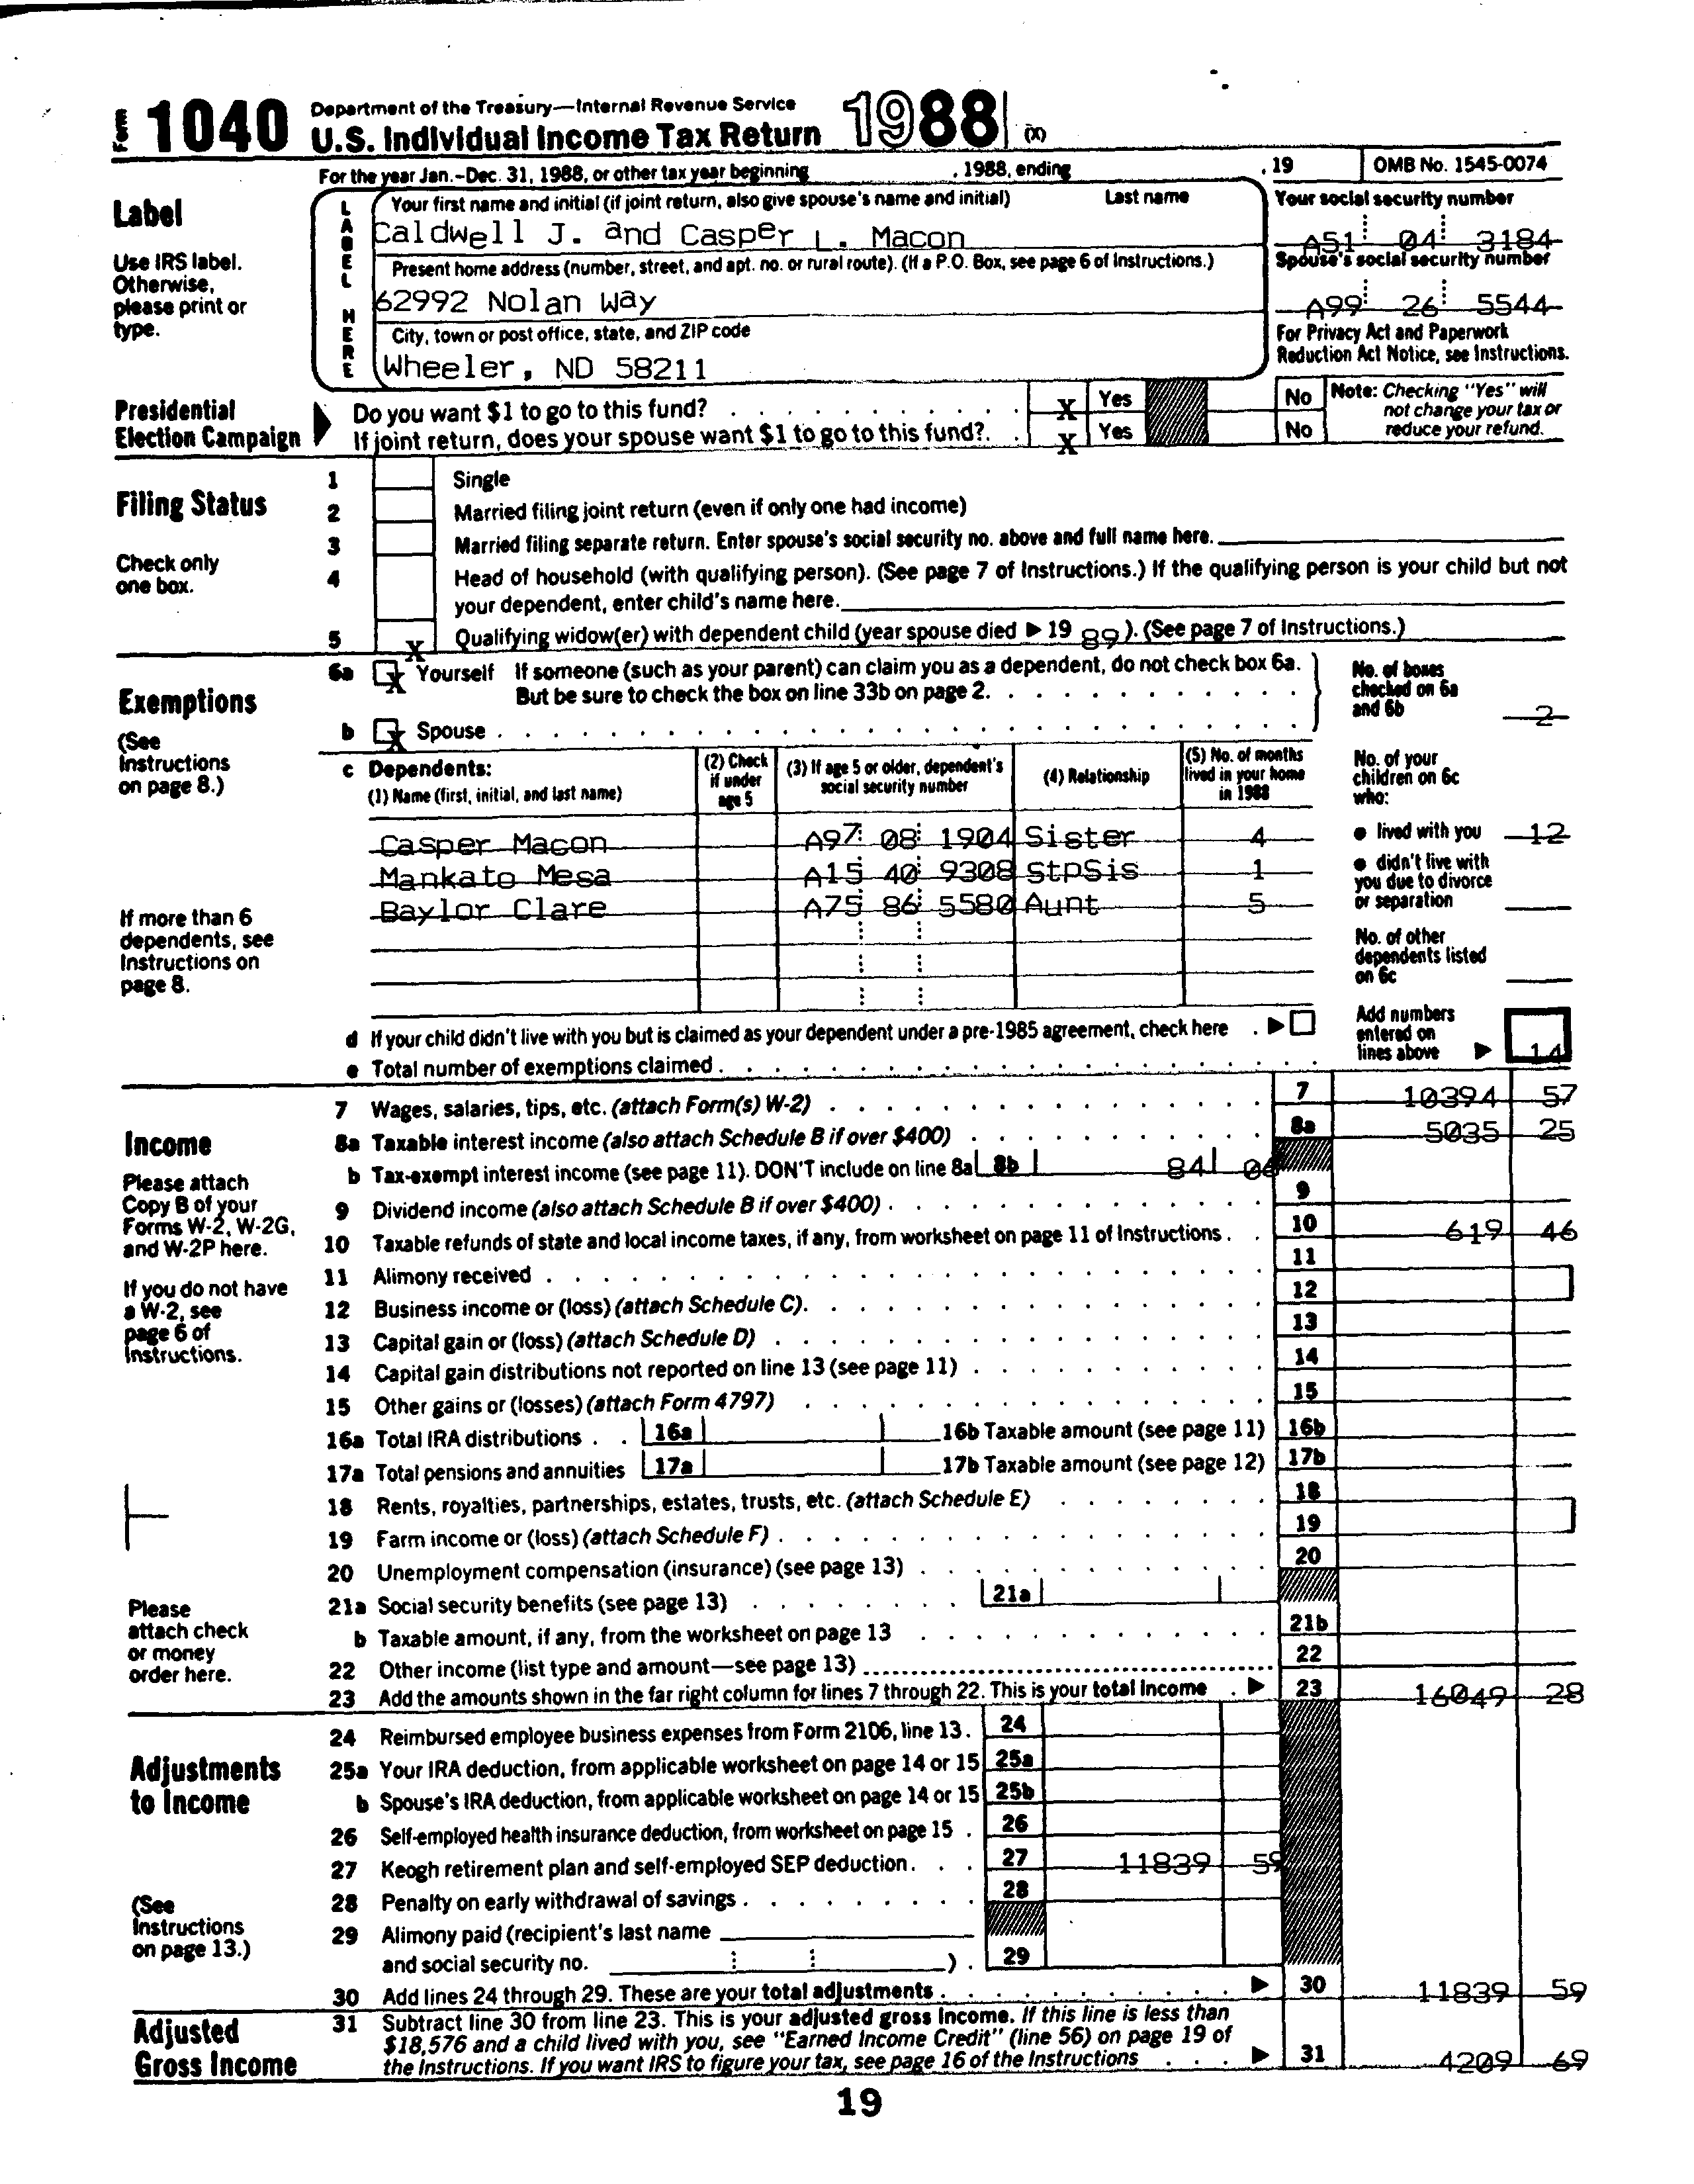 Form 1040 Department of the Treasury—Internal Revenue Service
U.S. Individual Income Tax Return 1988 (X)
For the year Jan.-Dec. 31, 1988, or other tax year beginning , 1988, ending , 19 OMB No. 1545-0074
Label
Use IRS label.
Otherwise,
please print or
type.
LABEL HERE
Your first name and initial (if joint return, also give spouse's name and initial) Last name
Caldwell J. and Casper L. Macon
Present home address (number, street, and apt. no. or rural route). (If a P.O. Box, see page 6 of Instructions.)
62992 Nolan Way
City, town or post office, state, and ZIP code
Wheeler, ND 58211
Your social security number
A51 04 3184
Spouse's social security number
A99 26 5544
For Privacy Act and Paperwork
Reduction Act Notice, see Instructions.
Presidential
Election Campaign
Do you want $1 to go to this fund? X Yes No
If joint return, does your spouse want $1 to go to this fund?. X Yes No
Note: Checking "Yes" will
not change your tax or
reduce your refund.
Filing Status
Check only
one box.
1 Single
2 Married filing joint return (even if only one had income)
3 Married filing separate return. Enter spouse's social security no. above and full name here.
4 Head of household (with qualifying person). (See page 7 of Instructions.) If the qualifying person is your child but not
your dependent, enter child's name here.
5 X Qualifying widow(er) with dependent child (year spouse died ▶ 19 89 ). (See page 7 of Instructions.)
Exemptions
(See
Instructions
on page 8.)
If more than 6
dependents, see
Instructions on
page 8.
6a X Yourself If someone (such as your parent) can claim you as a dependent, do not check box 6a.
But be sure to check the box on line 33b on page 2.
b X Spouse
No. of boxes
checked on 6a
and 6b 2
c Dependents:
(1) Name (first, initial, and last name)
(2) Check
if under
age 5
(3) If age 5 or older, dependent's
social security number
(4) Relationship
(5) No. of months
lived in your home
in 1988
Casper Macon A97 08 1904 Sister 4
Mankato Mesa A15 40 9308 StpSis 1
Baylor Clare A75 86 5580 Aunt 5
No. of your
children on 6c
who:
● lived with you 12
● didn't live with
you due to divorce
or separation
No. of other
dependents listed
on 6c
d If your child didn't live with you but is claimed as your dependent under a pre-1985 agreement, check here . ▶
e Total number of exemptions claimed
Add numbers
entered on
lines above ▶ 14
Income
Please attach
Copy B of your
Forms W-2, W-2G,
and W-2P here.
If you do not have
a W-2, see
page 6 of
Instructions.
Please
attach check
or money
order here.
7 Wages, salaries, tips, etc. (attach Form(s) W-2) 7 10394 57
8a Taxable interest income (also attach Schedule B if over $400) 8a 5035 25
b Tax-exempt interest income (see page 11). DON'T include on line 8a 8b 84 06
9 Dividend income (also attach Schedule B if over $400) 9
10 Taxable refunds of state and local income taxes, if any, from worksheet on page 11 of Instructions 10 619 46
11 Alimony received 11
12 Business income or (loss) (attach Schedule C). 12
13 Capital gain or (loss) (attach Schedule D) 13
14 Capital gain distributions not reported on line 13 (see page 11) 14
15 Other gains or (losses) (attach Form 4797) 15
16a Total IRA distributions 16a 16b Taxable amount (see page 11) 16b
17a Total pensions and annuities 17a 17b Taxable amount (see page 12) 17b
18 Rents, royalties, partnerships, estates, trusts, etc. (attach Schedule E) 18
19 Farm income or (loss) (attach Schedule F) 19
20 Unemployment compensation (insurance) (see page 13) 20
21a Social security benefits (see page 13) 21a
b Taxable amount, if any, from the worksheet on page 13 21b
22 Other income (list type and amount—see page 13) 22
23 Add the amounts shown in the far right column for lines 7 through 22. This is your total income . ▶ 23 16049 28
Adjustments
to Income
(See
Instructions
on page 13.)
24 Reimbursed employee business expenses from Form 2106, line 13. 24
25a Your IRA deduction, from applicable worksheet on page 14 or 15 25a
b Spouse's IRA deduction, from applicable worksheet on page 14 or 15 25b
26 Self-employed health insurance deduction, from worksheet on page 15 . 26
27 Keogh retirement plan and self-employed SEP deduction. 27 11839 59
28 Penalty on early withdrawal of savings 28
29 Alimony paid (recipient's last name
and social security no. ) . 29
30 Add lines 24 through 29. These are your total adjustments ▶ 30 11839 59
Adjusted
Gross Income
31 Subtract line 30 from line 23. This is your adjusted gross income. If this line is less than
$18,576 and a child lived with you, see "Earned Income Credit" (line 56) on page 19 of
the Instructions. If you want IRS to figure your tax, see page 16 of the Instructions ▶ 31 4209 69
19